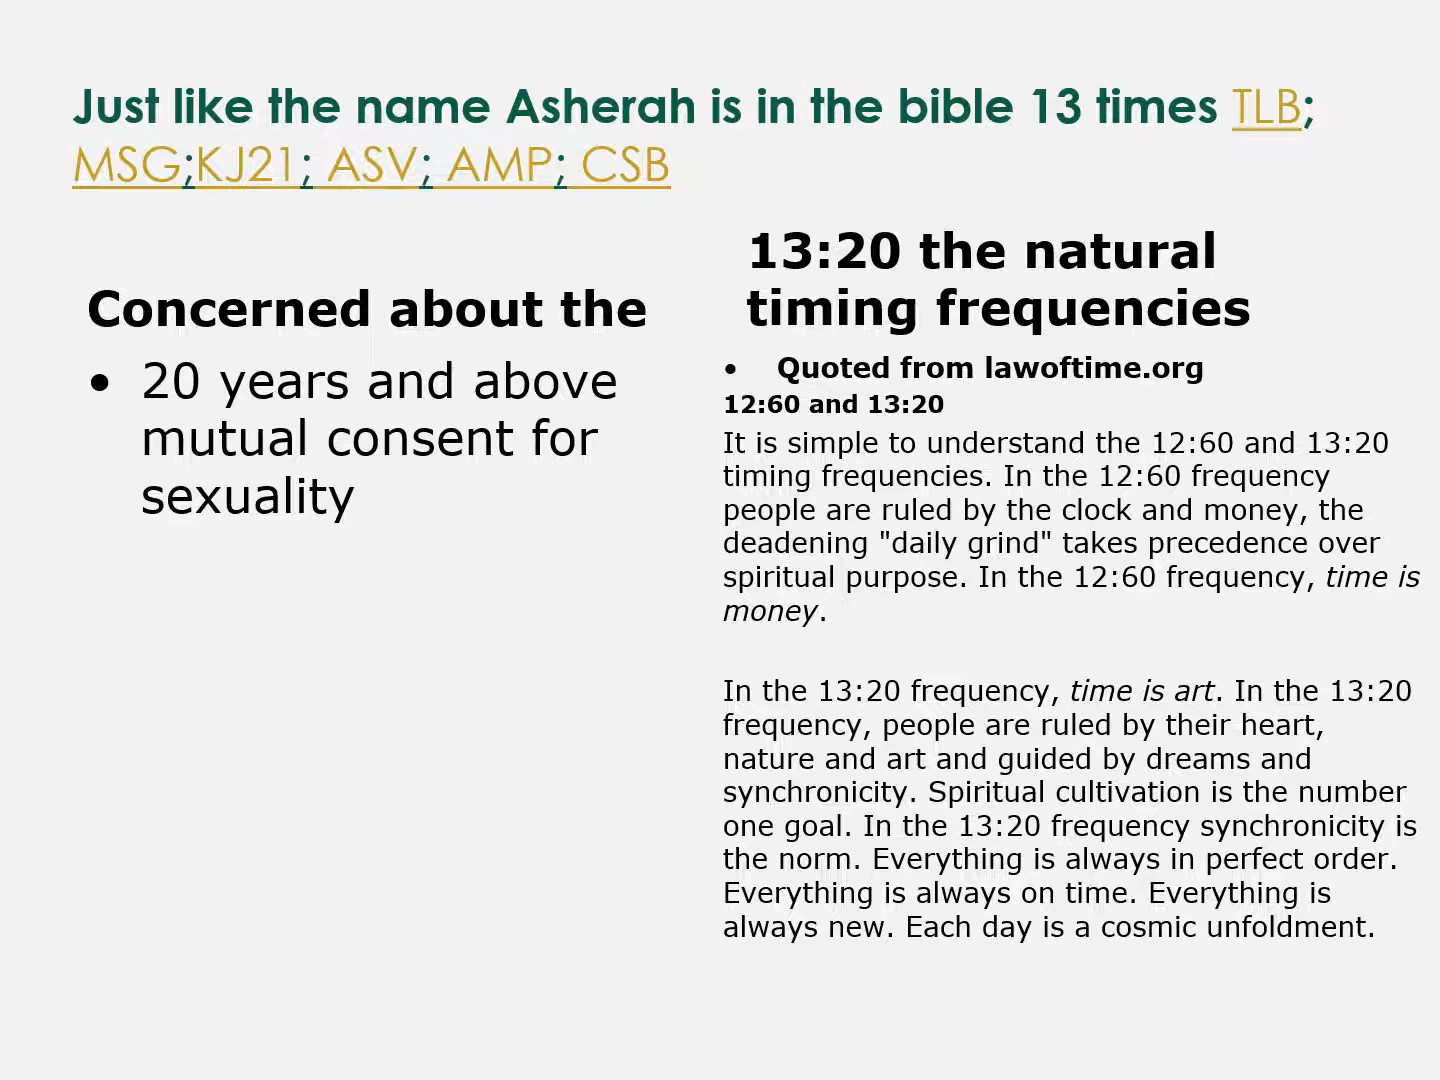 Just like the name Asherah is in the bible 13 times TLB;
MSG;KJ21; ASV; AMP; CSB
Concerned about the
• 20 years and above
mutual consent for
sexuality
13:20 the natural
timing frequencies
• Quoted from lawoftime.org
12:60 and 13:20
It is simple to understand the 12:60 and 13:20
timing frequencies. In the 12:60 frequency
people are ruled by the clock and money, the
deadening "daily grind" takes precedence over
spiritual purpose. In the 12:60 frequency, time is
money.
In the 13:20 frequency, time is art. In the 13:20
frequency, people are ruled by their heart,
nature and art and guided by dreams and
synchronicity. Spiritual cultivation is the number
one goal. In the 13:20 frequency synchronicity is
the norm. Everything is always in perfect order.
Everything is always on time. Everything is
always new. Each day is a cosmic unfoldment.